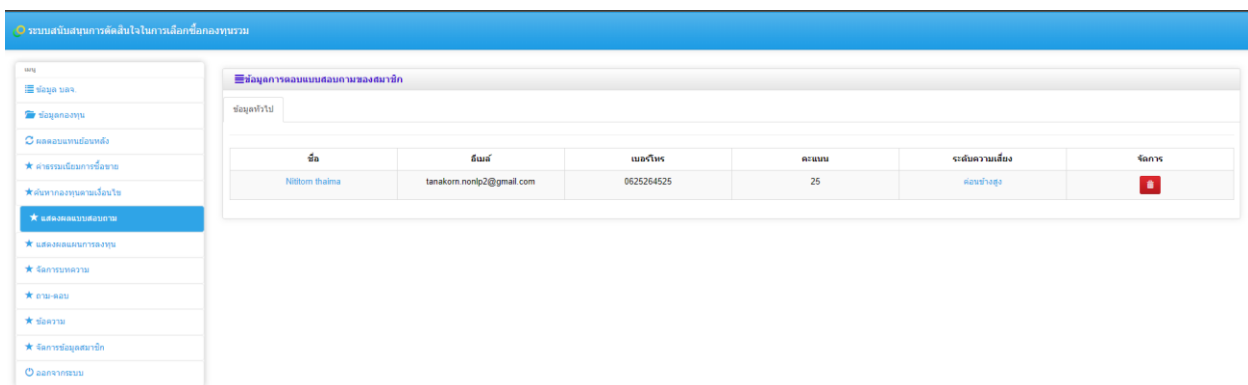 ระบบสนับสนุนการตัดสินใจในการเลือกซื้อกองทุนรวม
เมนู
ข้อมูล บลจ.
ข้อมูลกองทุน
ผลตอบแทนย้อนหลัง
ค่าธรรมเนียมการซื้อขาย
ค้นหากองทุนตามเงื่อนไข
แสดงผลแบบสอบถาม
แสดงผลแผนการลงทุน
จัดการบทความ
ถาม-ตอบ
ข้อความ
จัดการข้อมูลสมาชิก
ออกจากระบบ
ข้อมูลการตอบแบบสอบถามของสมาชิก
ข้อมูลทั่วไป
ชื่อ อีเมล์ เบอร์โทร คะแนน ระดับความเสี่ยง จัดการ
Nititorn thaima tanakorn.nonlp2@gmail.com 0625264525 25 ค่อนข้างสูง